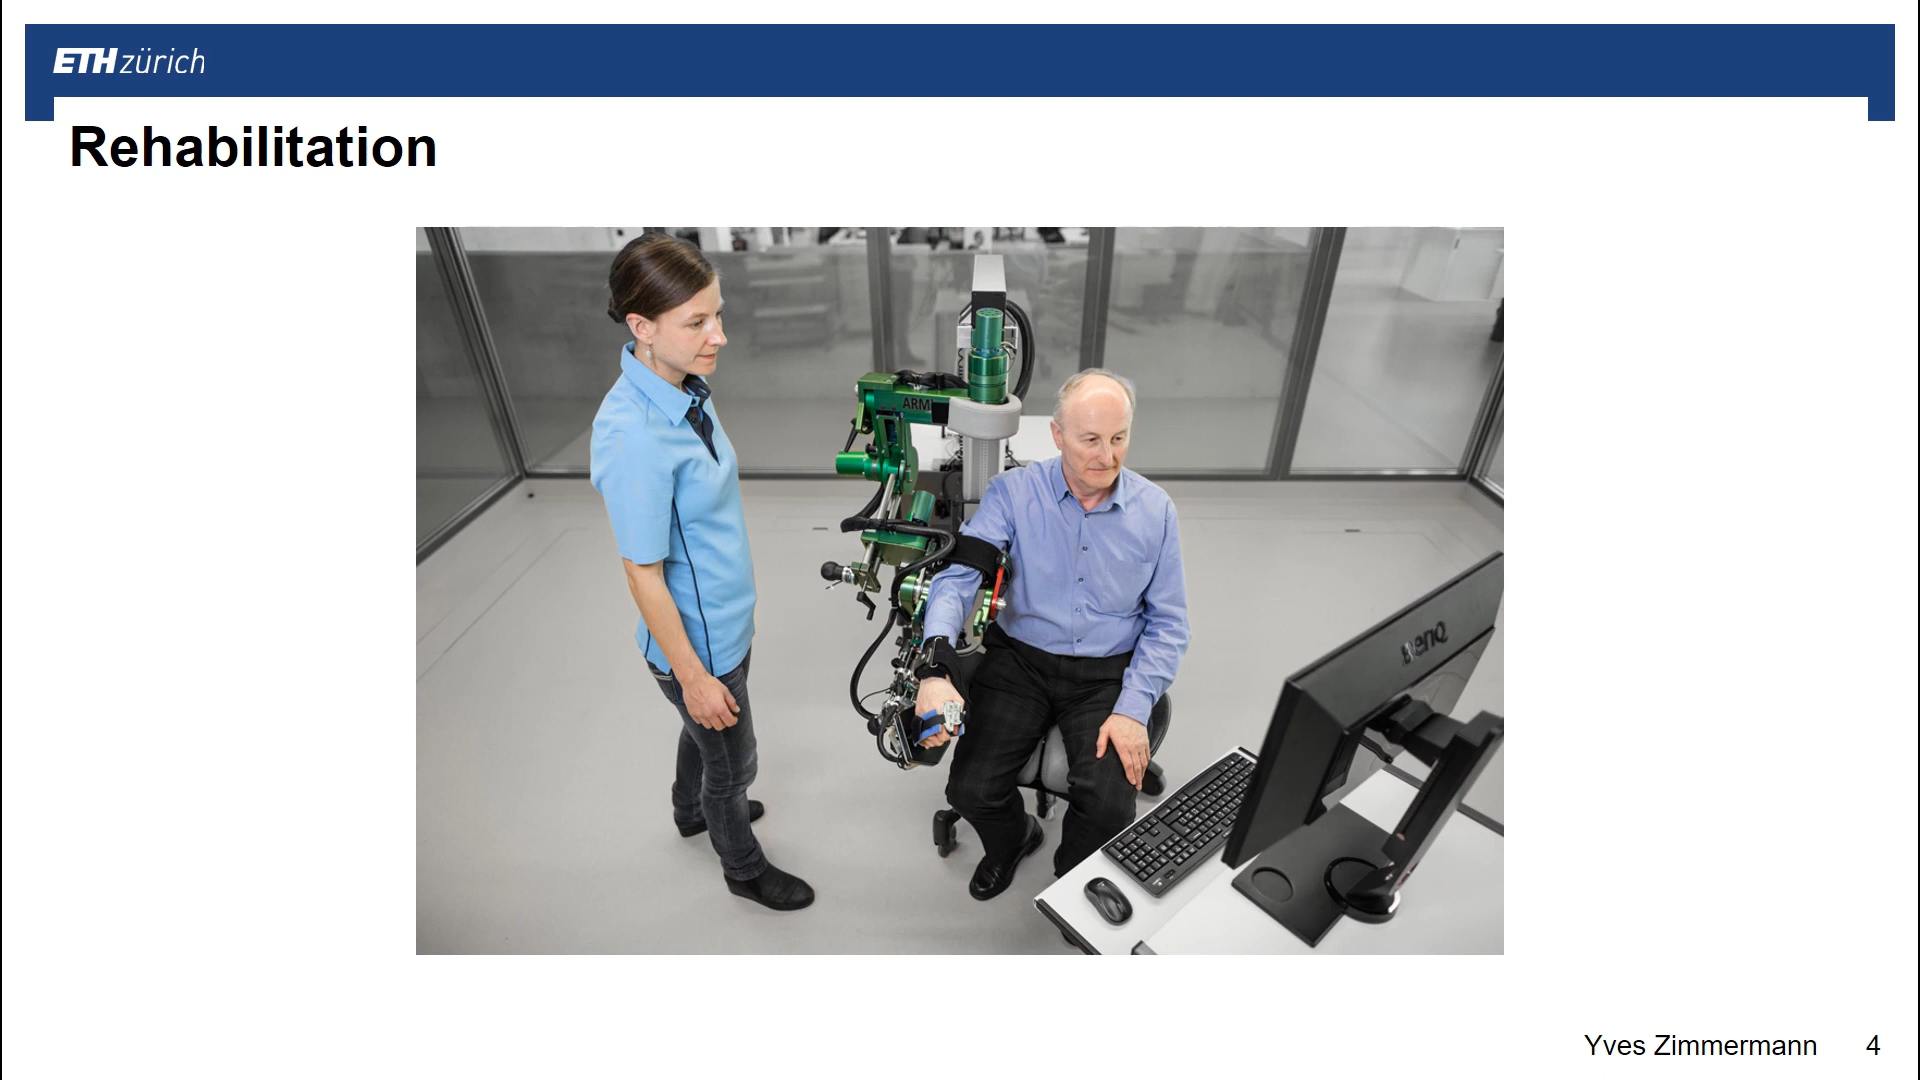 ETH zürich
Rehabilitation
ARM
BenQ
Yves Zimmermann 4